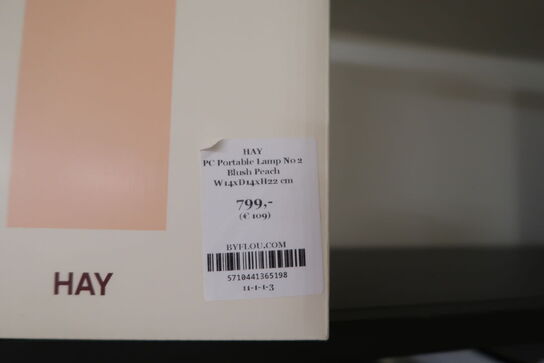 HAY
PC Portable Lamp No 2
Blush Peach
W14xD14xH22 cm
799,-
(€ 109)
BYFLOU.COM
5710441365198
11-1-1-3
HAY